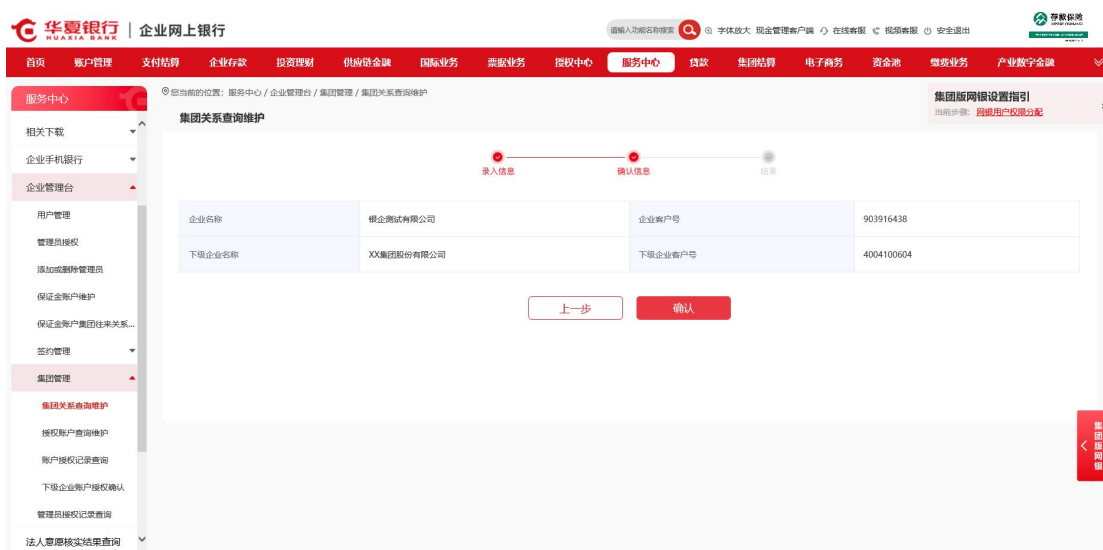 华夏银行 | 企业网上银行
HUAXIA BANK
请输入功能名称搜索 字体放大 现金管理客户端 在线客服 视频客服 安全退出
存款保险
首页 账户管理 支付结算 企业存款 投资理财 供应链金融 国际业务 票据业务 授权中心 服务中心 贷款 集团结算 电子商务 资金池 缴费业务 产业数字金融
服务中心
相关下载
企业手机银行
企业管理台
用户管理
管理员授权
添加或删除管理员
保证金账户维护
保证金账户集团往来关系...
签约管理
集团管理
集团关系查询维护
授权账户查询维护
账户授权记录查询
下级企业账户授权确认
管理员授权记录查询
法人意愿核实结果查询
您当前的位置：服务中心 / 企业管理台 / 集团管理 / 集团关系查询维护
集团关系查询维护
集团版网银设置指引
当前步骤: 网银用户权限分配
录入信息 确认信息 结果
企业名称 银企测试有限公司 企业客户号 903916438
下级企业名称 XX集团股份有限公司 下级企业客户号 4004100604
上一步 确认
集团版网银